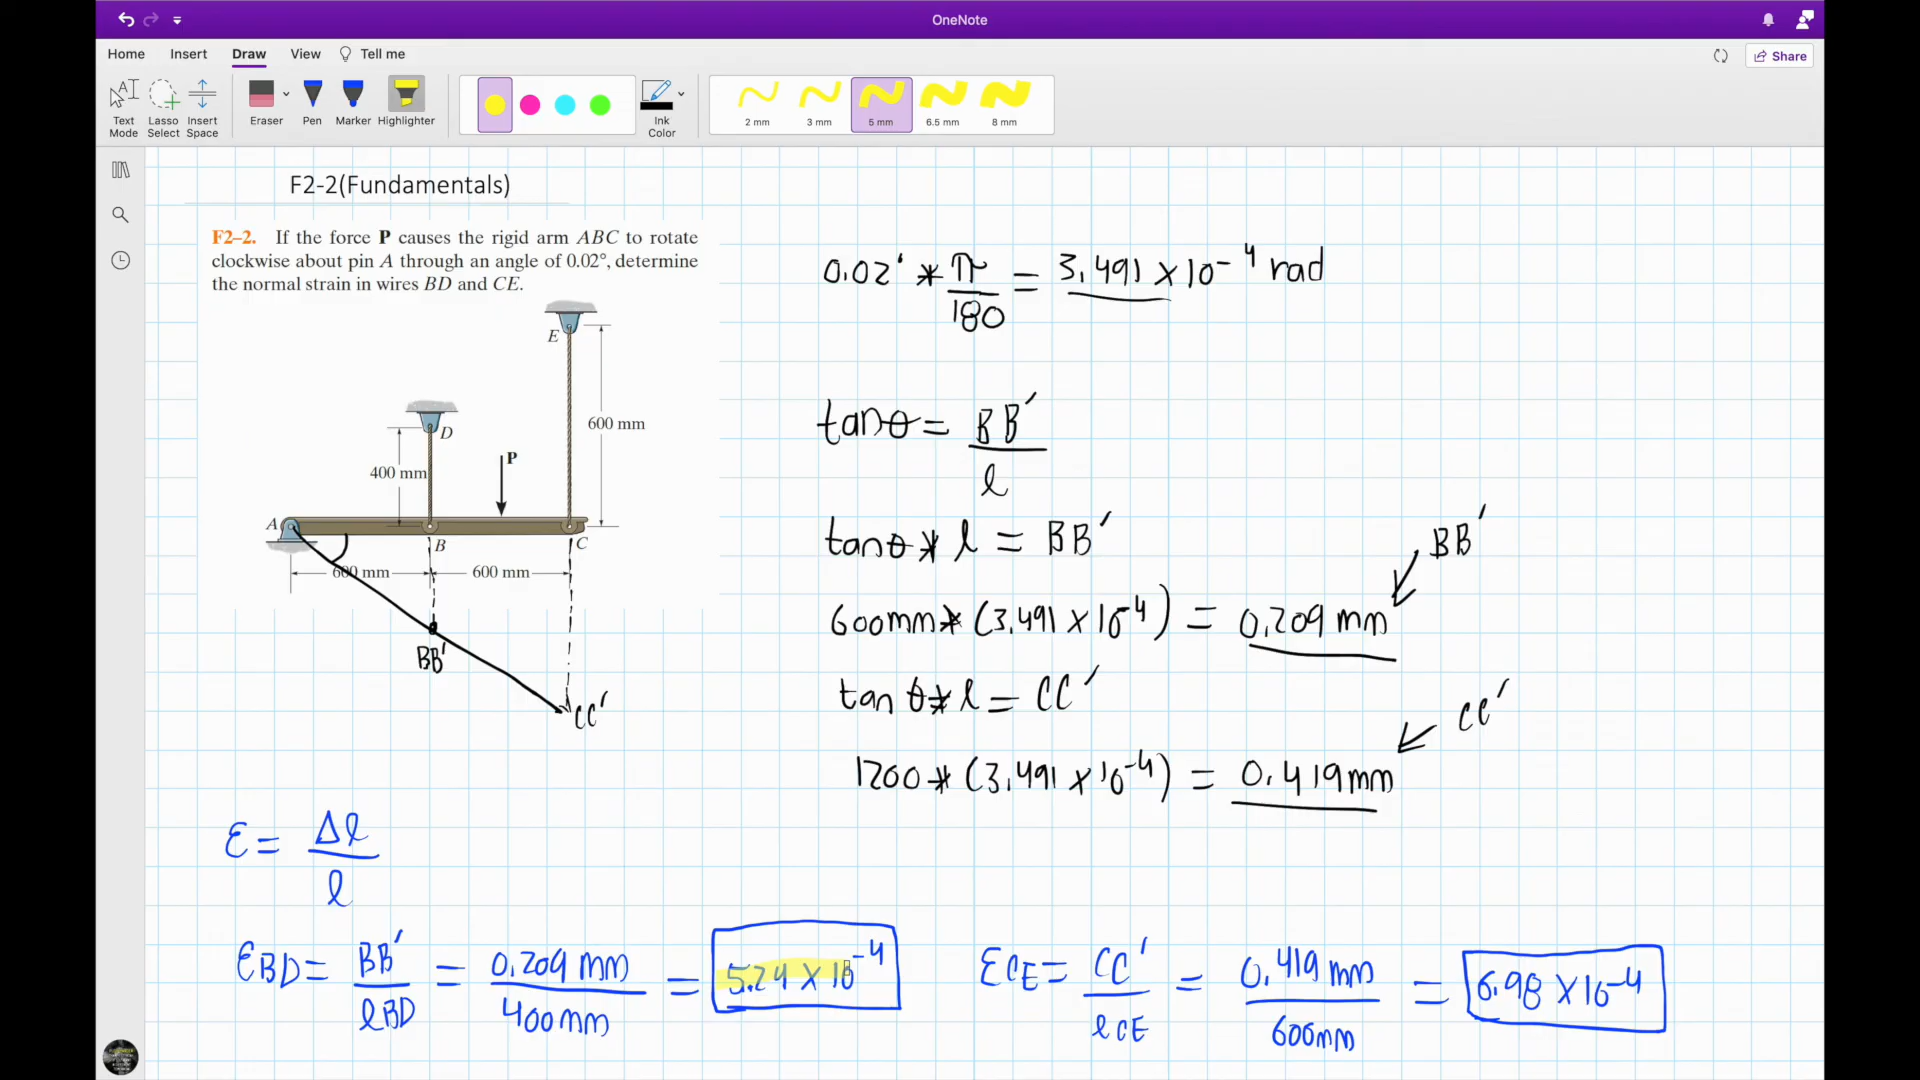 OneNote
Home Insert Draw View Tell me
Share
Text Mode
Lasso Select
Insert Space
Eraser
Pen
Marker
Highlighter
Ink Color
2 mm
3 mm
5 mm
6.5 mm
8 mm
F2-2(Fundamentals)
F2–2. If the force P causes the rigid arm ABC to rotate
clockwise about pin A through an angle of 0.02°, determine
the normal strain in wires BD and CE.
E
600 mm
D
400 mm
P
A
B
C
600 mm
600 mm
BB'
CC'
0.02° * π/180 = 3.491 × 10⁻⁴ rad
tanθ = BB'/l
tanθ * l = BB'
BB'
600mm * (3.491 × 10⁻⁴) = 0.209 mm
tan θ * l = CC'
CC'
1200 * (3.491 × 10⁻⁴) = 0.419mm
ε = Δl/l
εBD = BB'/lBD = 0.209 mm/400mm = 5.24 × 10⁻⁴
εCE = CC'/lCE = 0.419 mm/600mm = 6.98 × 10⁻⁴